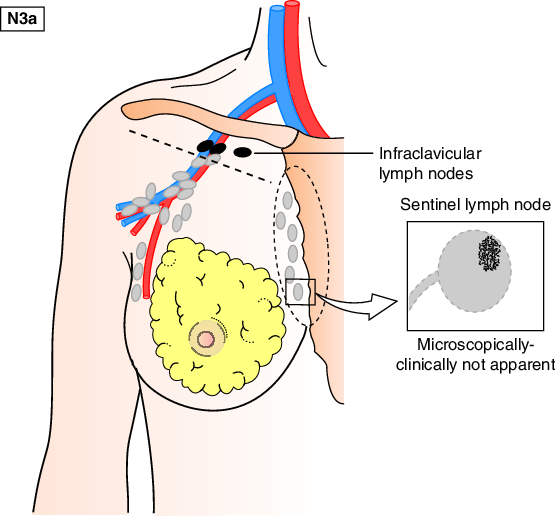 N3a
Infraclavicular
lymph nodes
Sentinel lymph node
Microscopically-
clinically not apparent